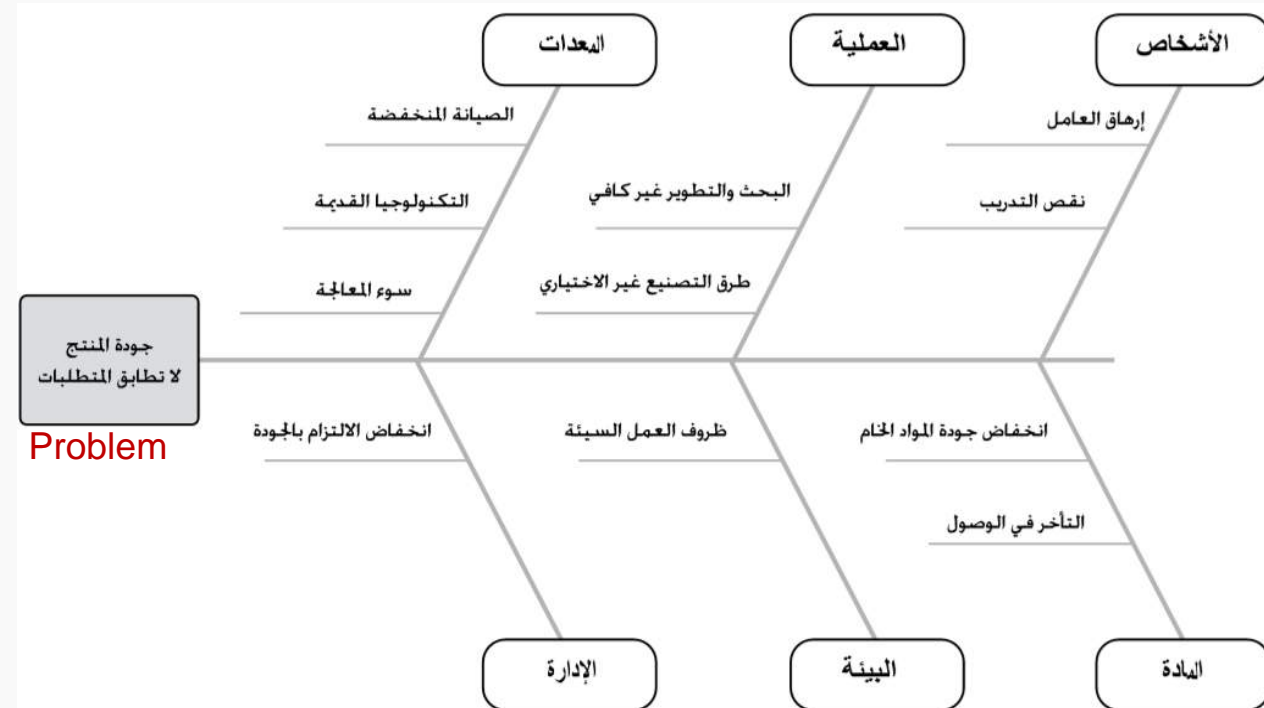 الأشخاص
العملية
المعدات
إرهاق العامل
نقص التدريب
البحث والتطوير غير كافي
طرق التصنيع غير الاختياري
الصيانة المنخفضة
التكنولوجيا القديمة
سوء المعالجة
جودة المنتج
لا تطابق المتطلبات
Problem
انخفاض جودة المواد الخام
التأخر في الوصول
ظروف العمل السيئة
انخفاض الالتزام بالجودة
المادة
البيئة
الإدارة